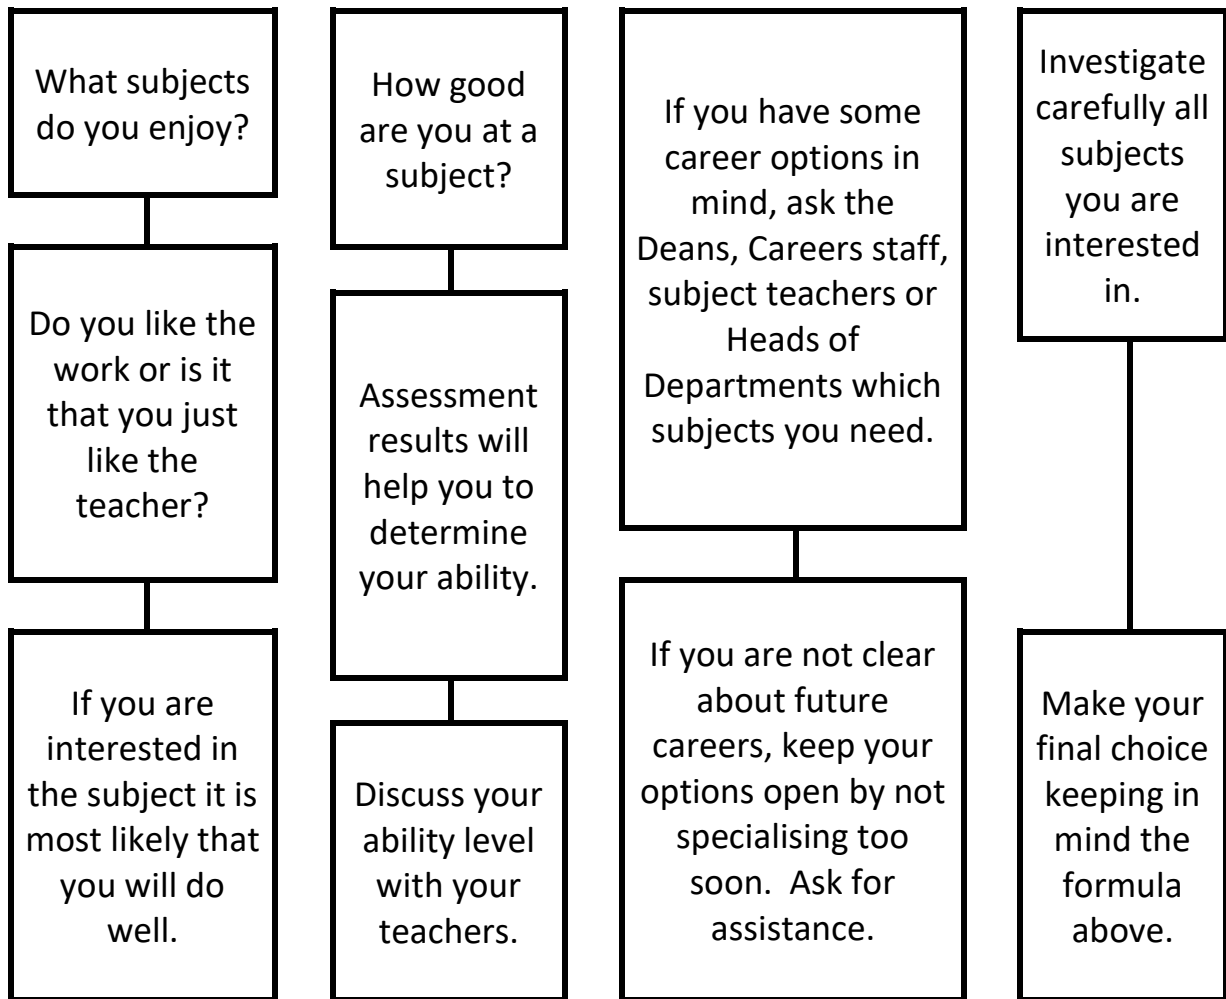 What subjects
do you enjoy?
Do you like the
work or is it
that you just
like the
teacher?
If you are
interested in
the subject it is
most likely that
you will do
well.
How good
are you at a
subject?
Assessment
results will
help you to
determine
your ability.
Discuss your
ability level
with your
teachers.
If you have some
career options in
mind, ask the
Deans, Careers staff,
subject teachers or
Heads of
Departments which
subjects you need.
If you are not clear
about future
careers, keep your
options open by not
specialising too
soon.  Ask for
assistance.
Investigate
carefully all
subjects
you are
interested
in.
Make your
final choice
keeping in
mind the
formula
above.